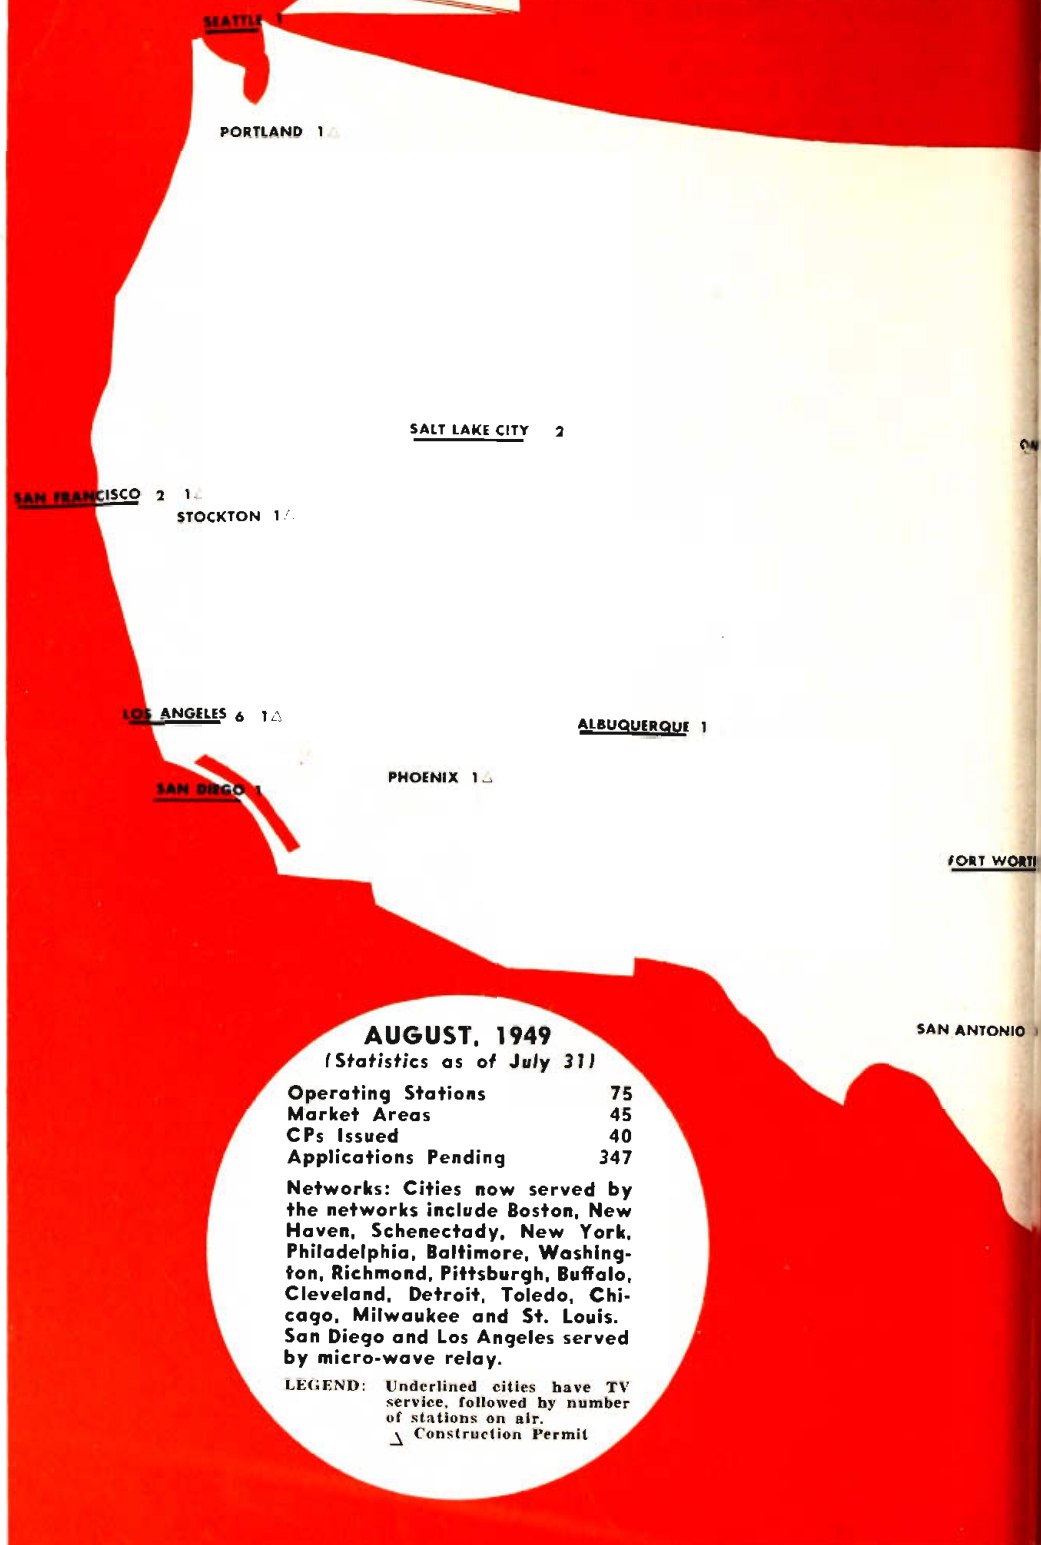 SEATTLE 1
PORTLAND 1△
SALT LAKE CITY 2
SAN FRANCISCO 2 1△
STOCKTON 1△
LOS ANGELES 6 1△
ALBUQUERQUE 1
PHOENIX 1△
SAN DIEGO 1
FORT WORTH
SAN ANTONIO
AUGUST, 1949
(Statistics as of July 31)
Operating Stations 75
Market Areas 45
CPs Issued 40
Applications Pending 347
Networks: Cities now served by
the networks include Boston, New
Haven, Schenectady, New York,
Philadelphia, Baltimore, Washing-
ton, Richmond, Pittsburgh, Buffalo,
Cleveland, Detroit, Toledo, Chi-
cago, Milwaukee and St. Louis.
San Diego and Los Angeles served
by micro-wave relay.
LEGEND: Underlined cities have TV
service, followed by number
of stations on air.
△ Construction Permit